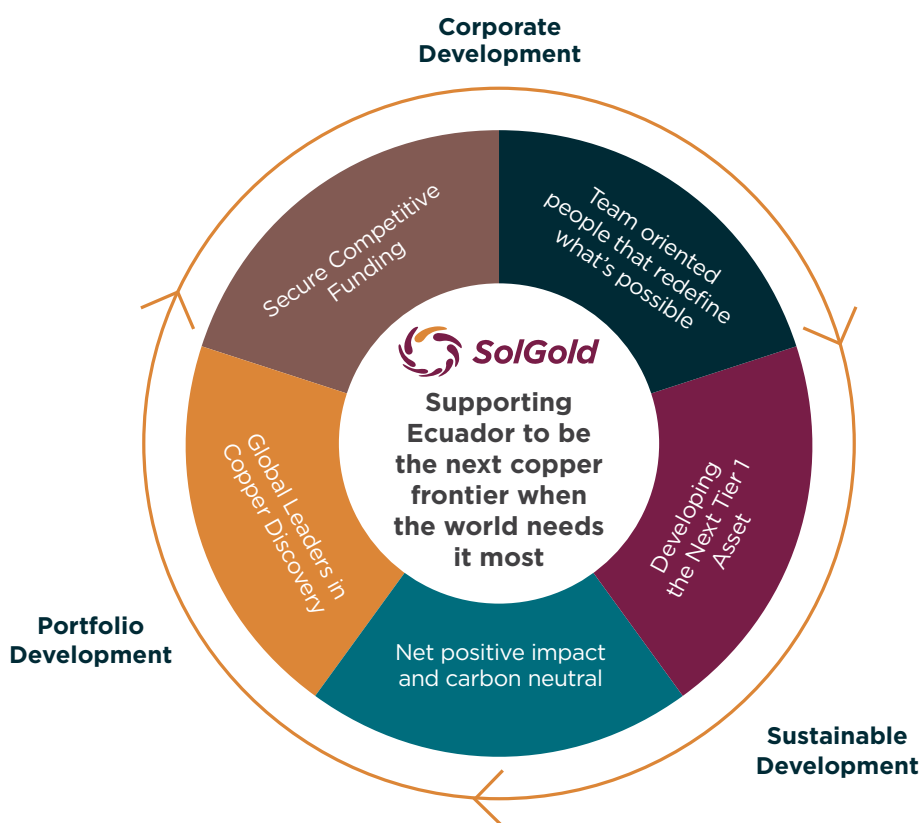 Corporate
Development
Secure Competitive
Funding
Team oriented
people that redefine
what's possible
SolGold
Supporting
Ecuador to be
the next copper
frontier when
the world needs
it most
Global Leaders in
Copper Discovery
Developing
the Next Tier 1
Asset
Net positive impact
and carbon neutral
Portfolio
Development
Sustainable
Development